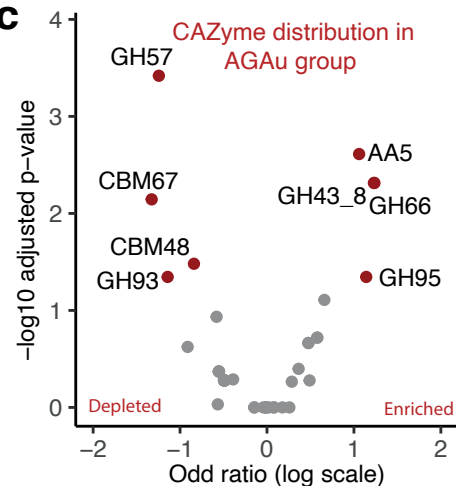 c
CAZyme distribution in
AGAu group
GH57
AA5
CBM67
GH43_8
GH66
CBM48
GH93
GH95
Depleted
Enriched
4
3
2
1
0
−2
−1
0
1
2
−log10 adjusted p−value
Odd ratio (log scale)